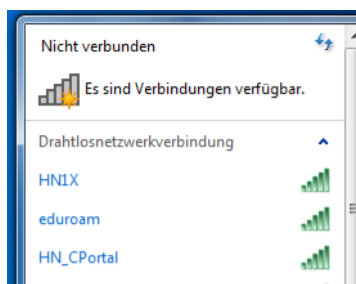 Nicht verbunden
Es sind Verbindungen verfügbar.
Drahtlosnetzwerkverbindung
HN1X
eduroam
HN_CPortal